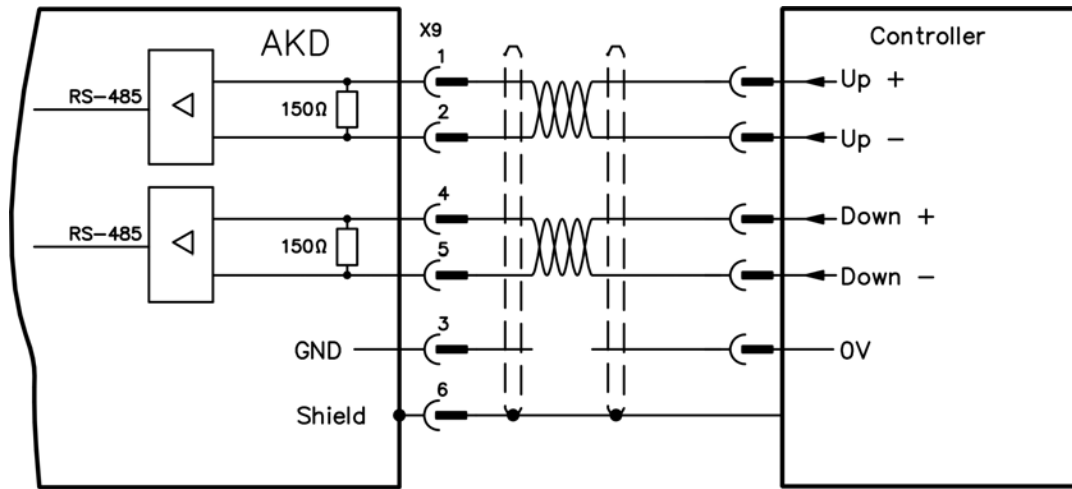 AKD
X9
Controller
1
Up +
RS-485
150Ω
2
Up -
4
Down +
RS-485
150Ω
5
Down -
3
GND
0V
6
Shield